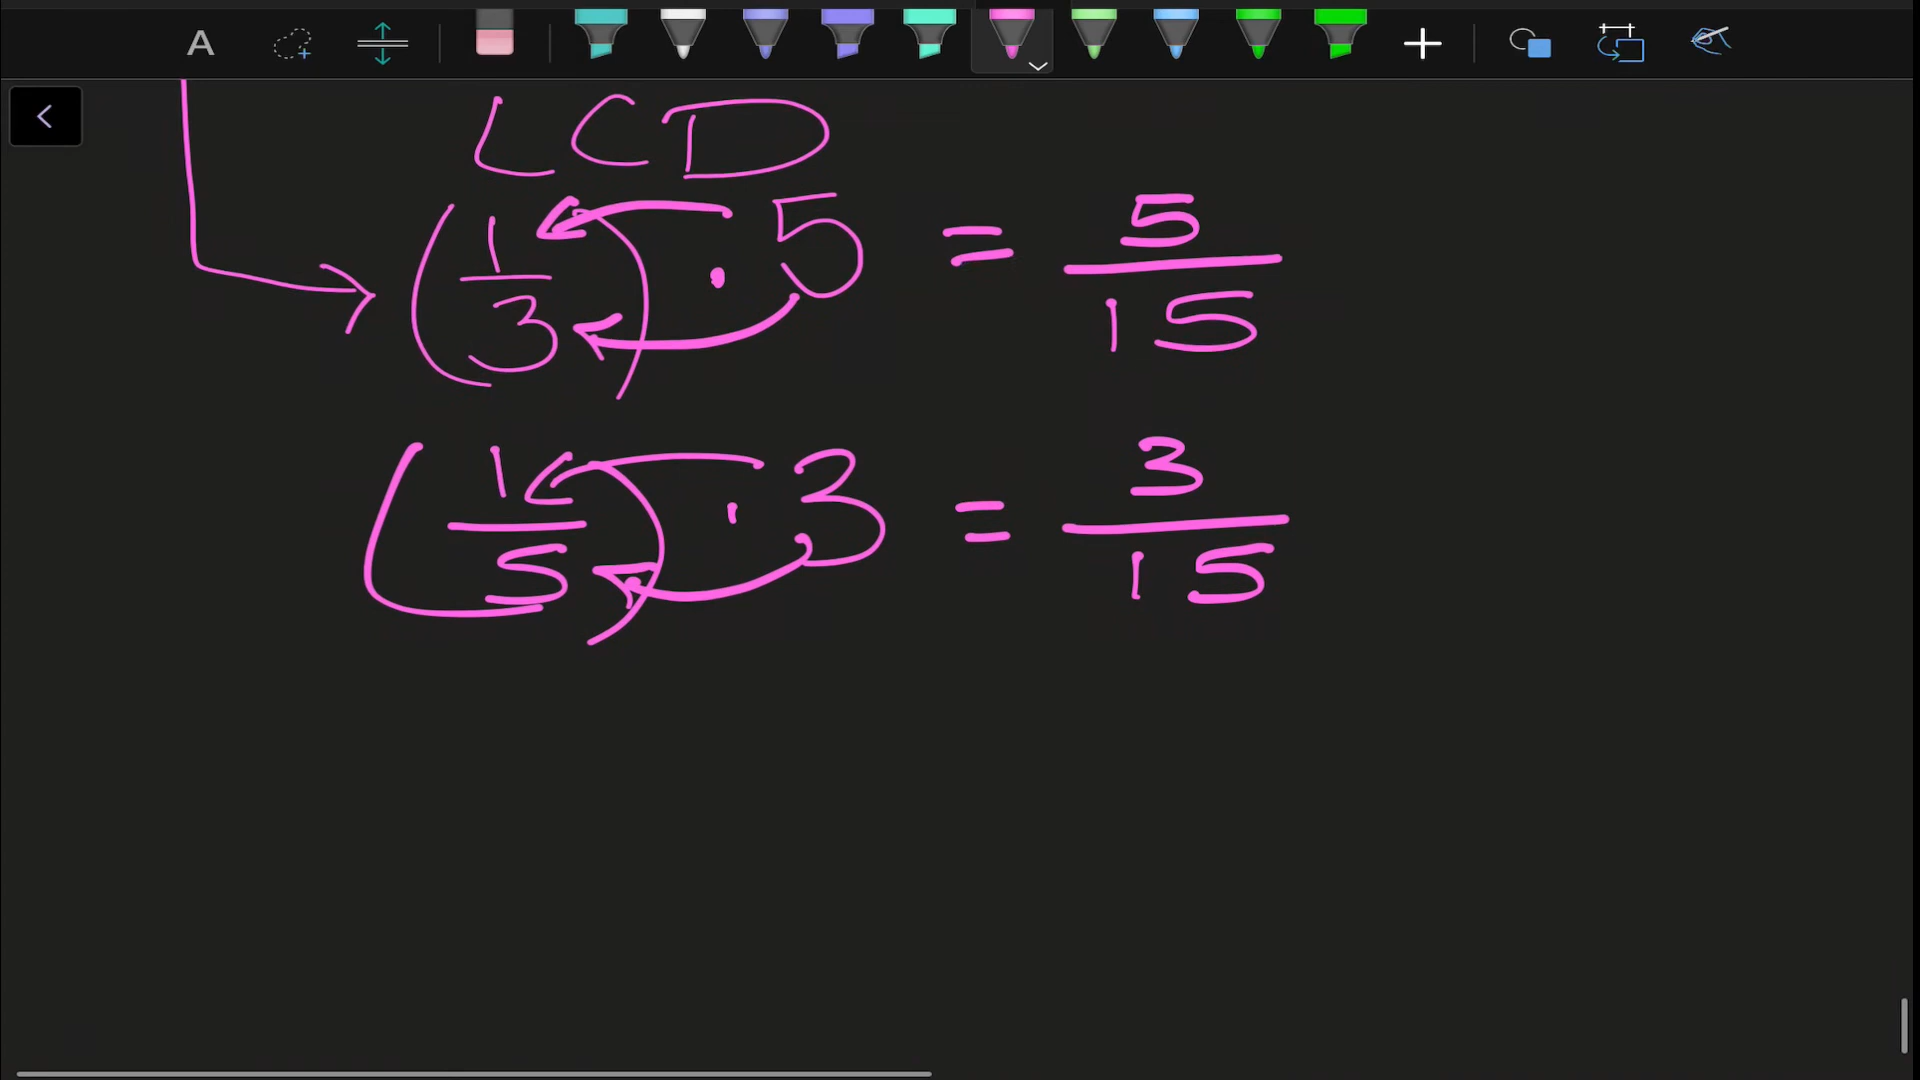 A
LCD
(1/3) · 5 = 5/15
(1/5) · 3 = 3/15